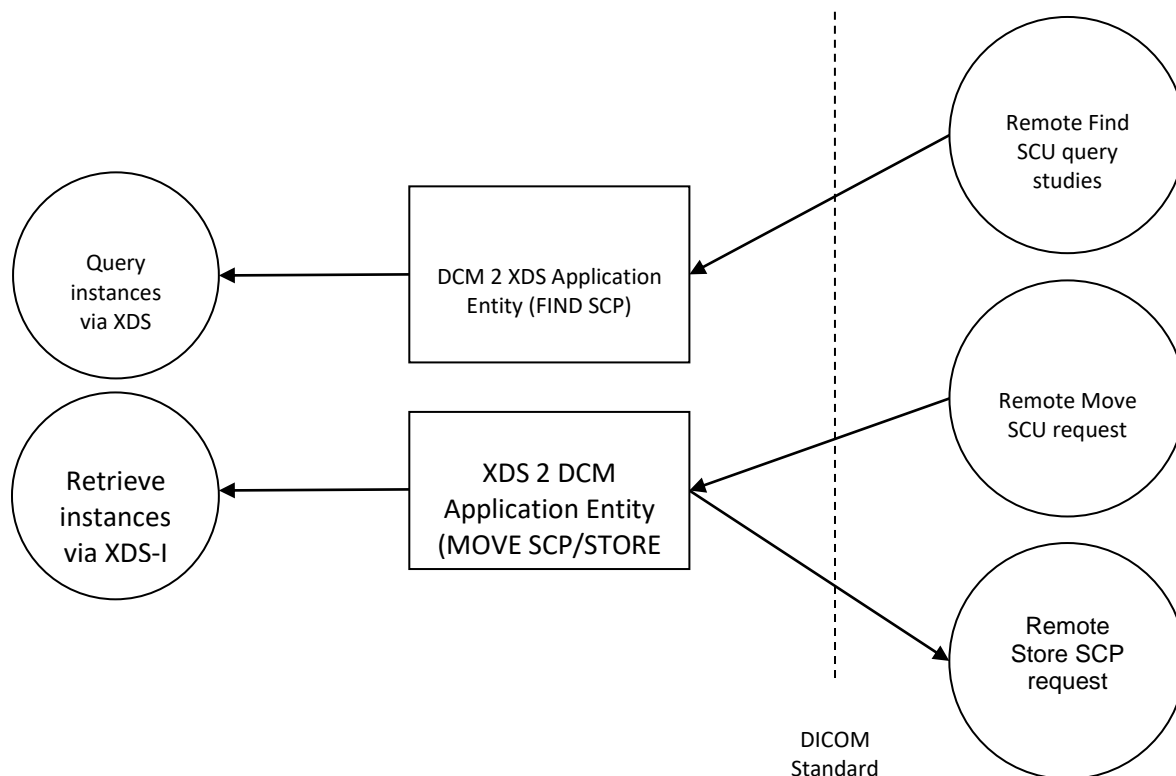 Remote Find
SCU query
studies
Query
instances
via XDS
DCM 2 XDS Application
Entity (FIND SCP)
Remote Move
SCU request
Retrieve
instances
via XDS-I
XDS 2 DCM
Application Entity
(MOVE SCP/STORE
Remote
Store SCP
request
DICOM
Standard